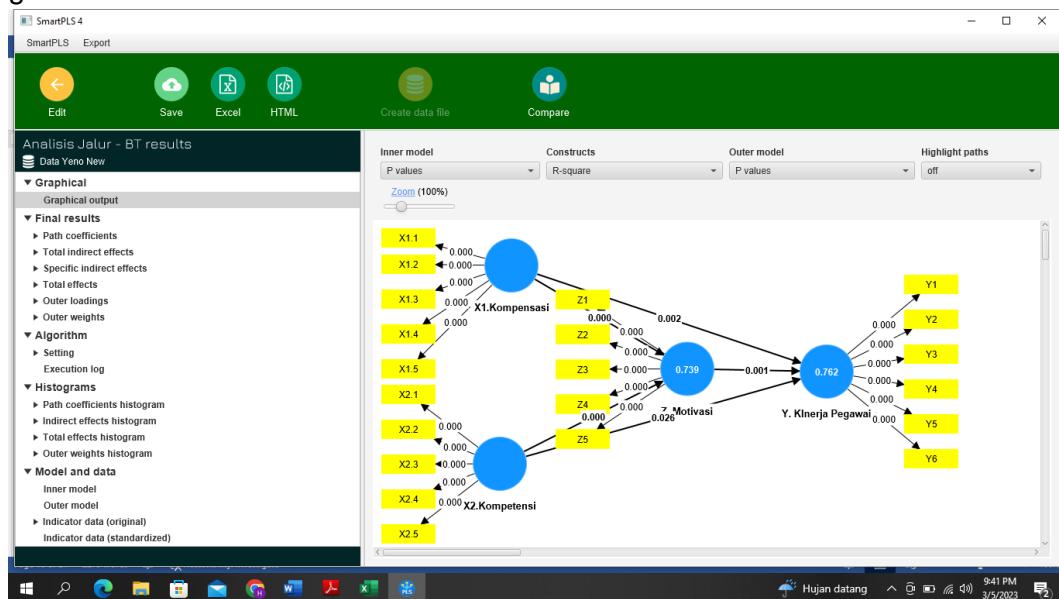 SmartPLS 4
SmartPLS Export
Edit Save Excel HTML Create data file Compare
Analisis Jalur - BT results
Data Yeno New
Graphical
Graphical output
Final results
Path coefficients
Total indirect effects
Specific indirect effects
Total effects
Outer loadings
Outer weights
Algorithm
Setting
Execution log
Histograms
Path coefficients histogram
Indirect effects histogram
Total effects histogram
Outer weights histogram
Model and data
Inner model
Outer model
Indicator data (original)
Indicator data (standardized)
Inner model Constructs Outer model Highlight paths
P values R-square P values off
Zoom (100%)
X1.1
0.000
X1.2
0.000
0.000
X1.3
0.000
X1.4
0.000
X1.5
X1.Kompensasi
X2.1
0.000
X2.2
0.000
X2.3
0.000
0.000
X2.4
0.000
X2.5
X2.Kompetensi
Z1
0.000
0.002
Z2
0.000
0.000
Z3
0.000
0.739
0.001
0.000
Z4
0.000
0.000
Z5
0.026
Z.Motivasi
0.762
Y. KInerja Pegawai
Y1
0.000
Y2
0.000
Y3
0.000
0.000
Y4
0.000
Y5
0.000
Y6
Hujan datang
9:41 PM
3/5/2023
2